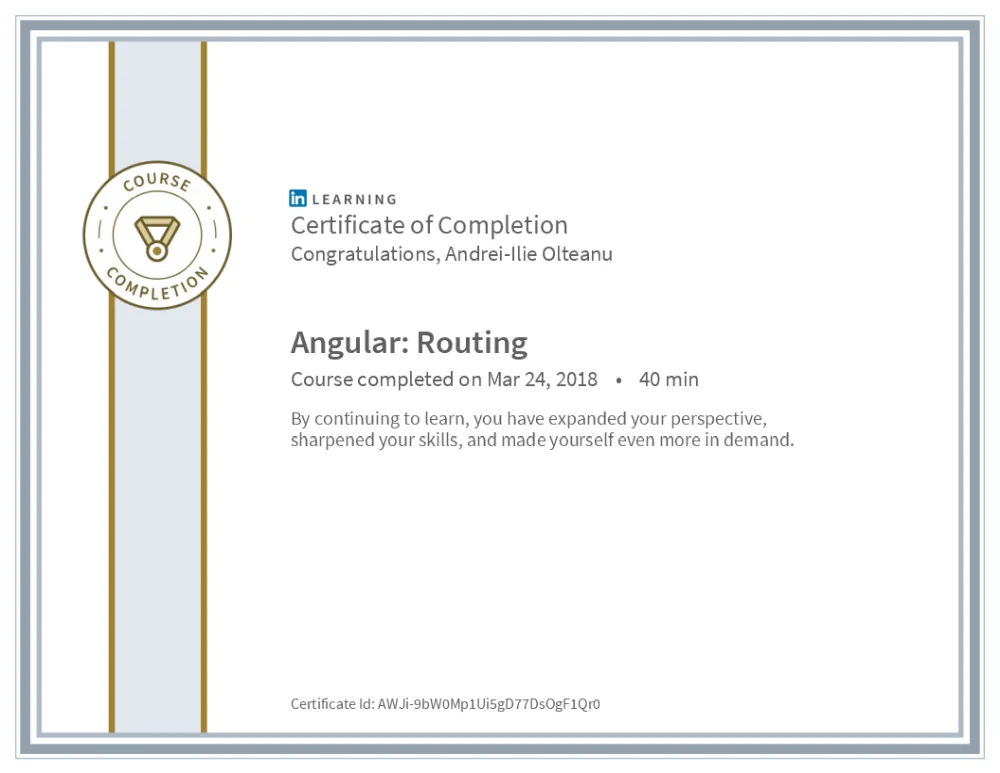 COURSE
COMPLETION
in LEARNING
Certificate of Completion
Congratulations, Andrei-Ilie Olteanu
Angular: Routing
Course completed on Mar 24, 2018 • 40 min
By continuing to learn, you have expanded your perspective,
sharpened your skills, and made yourself even more in demand.
Certificate Id: AWJi-9bW0Mp1Ui5gD77DsOgF1Qr0